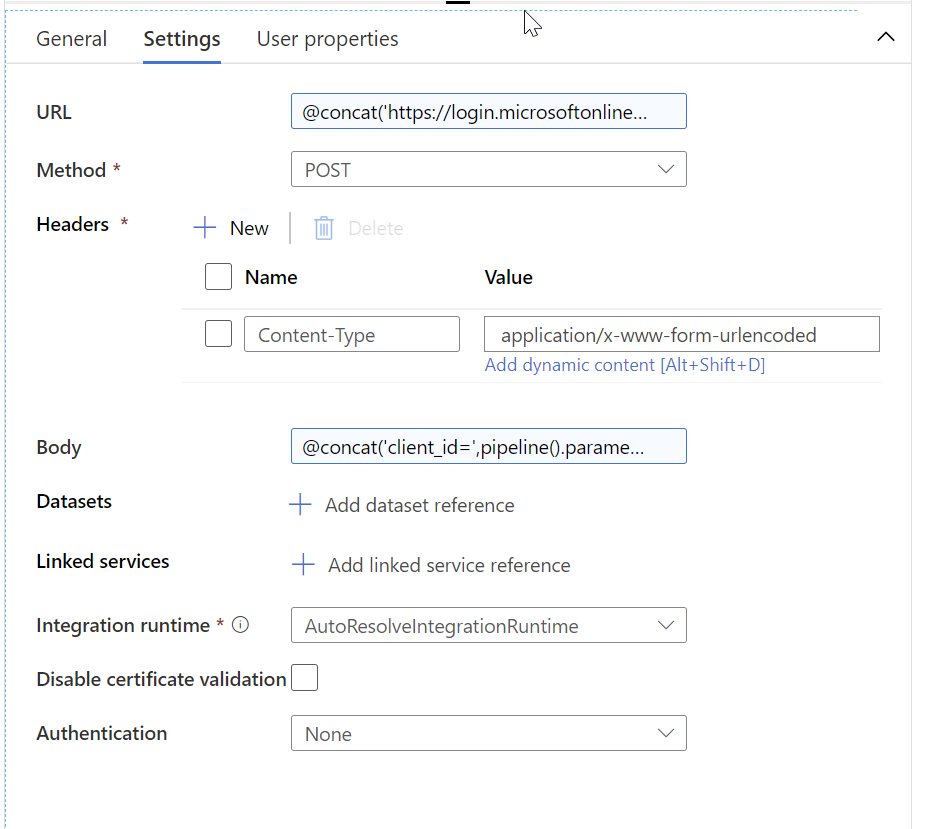 General Settings User properties
URL @concat('https://login.microsoftonline...
Method * POST
Headers * New Delete
Name Value
Content-Type application/x-www-form-urlencoded
Add dynamic content [Alt+Shift+D]
Body @concat('client_id=',pipeline().parame...
Datasets Add dataset reference
Linked services Add linked service reference
Integration runtime * AutoResolveIntegrationRuntime
Disable certificate validation
Authentication None